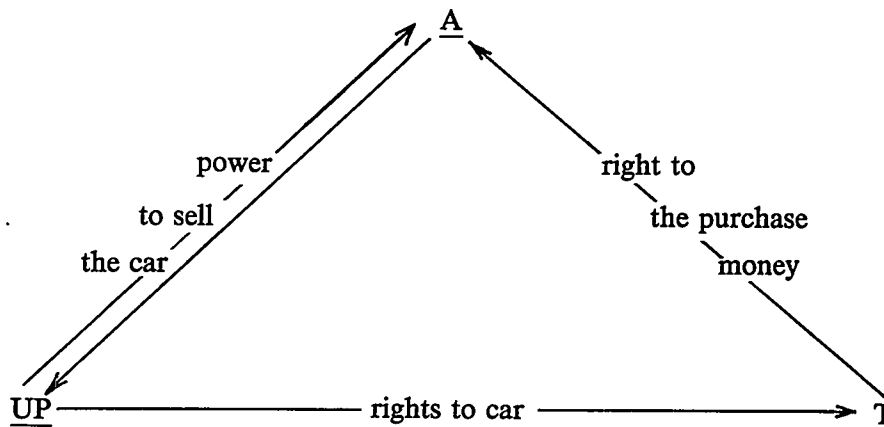 A
power
to sell
the car
right to
the purchase
money
UP
rights to car
T